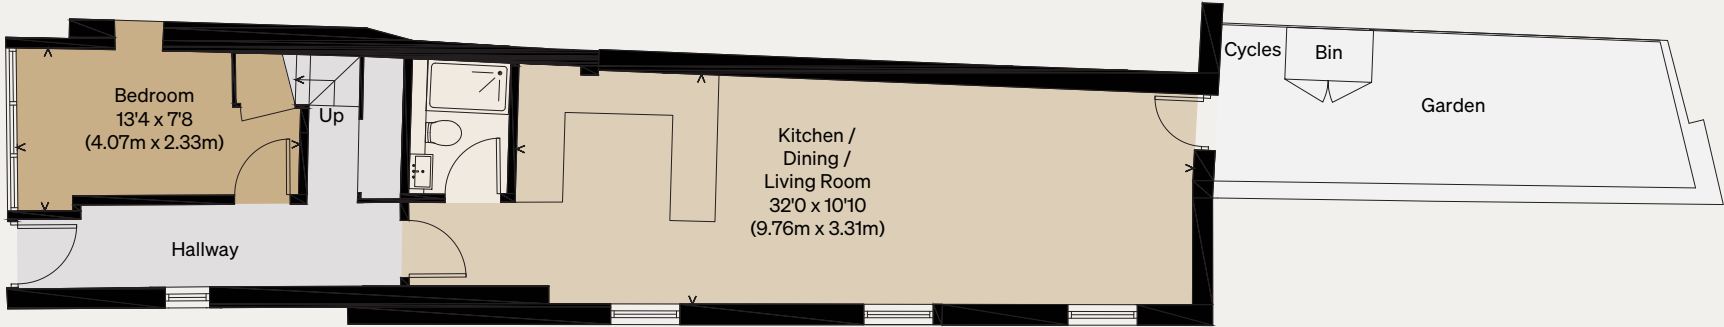 Bedroom
13'4 x 7'8
(4.07m x 2.33m)
Up
Hallway
Kitchen /
Dining /
Living Room
32'0 x 10'10
(9.76m x 3.31m)
Cycles
Bin
Garden